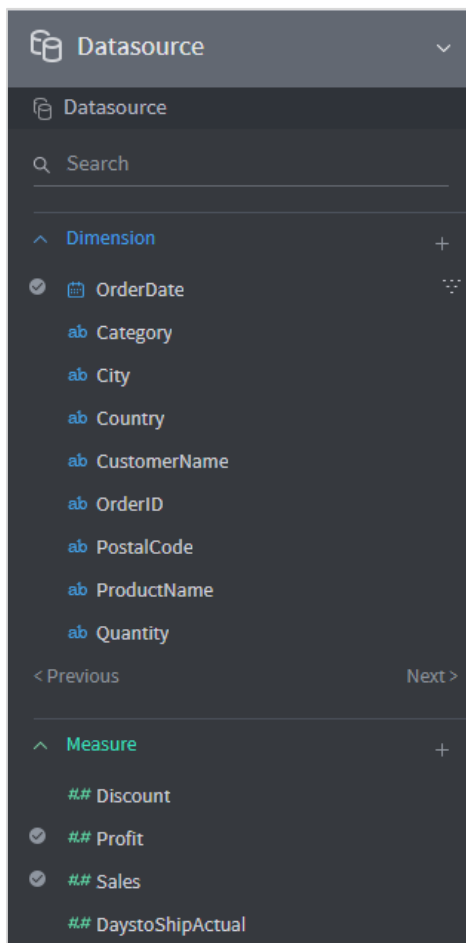 Datasource
Datasource
Search
Dimension +
OrderDate
ab Category
ab City
ab Country
ab CustomerName
ab OrderID
ab PostalCode
ab ProductName
ab Quantity
< Previous Next >
Measure +
#.# Discount
#.# Profit
#.# Sales
#.# DaystoShipActual